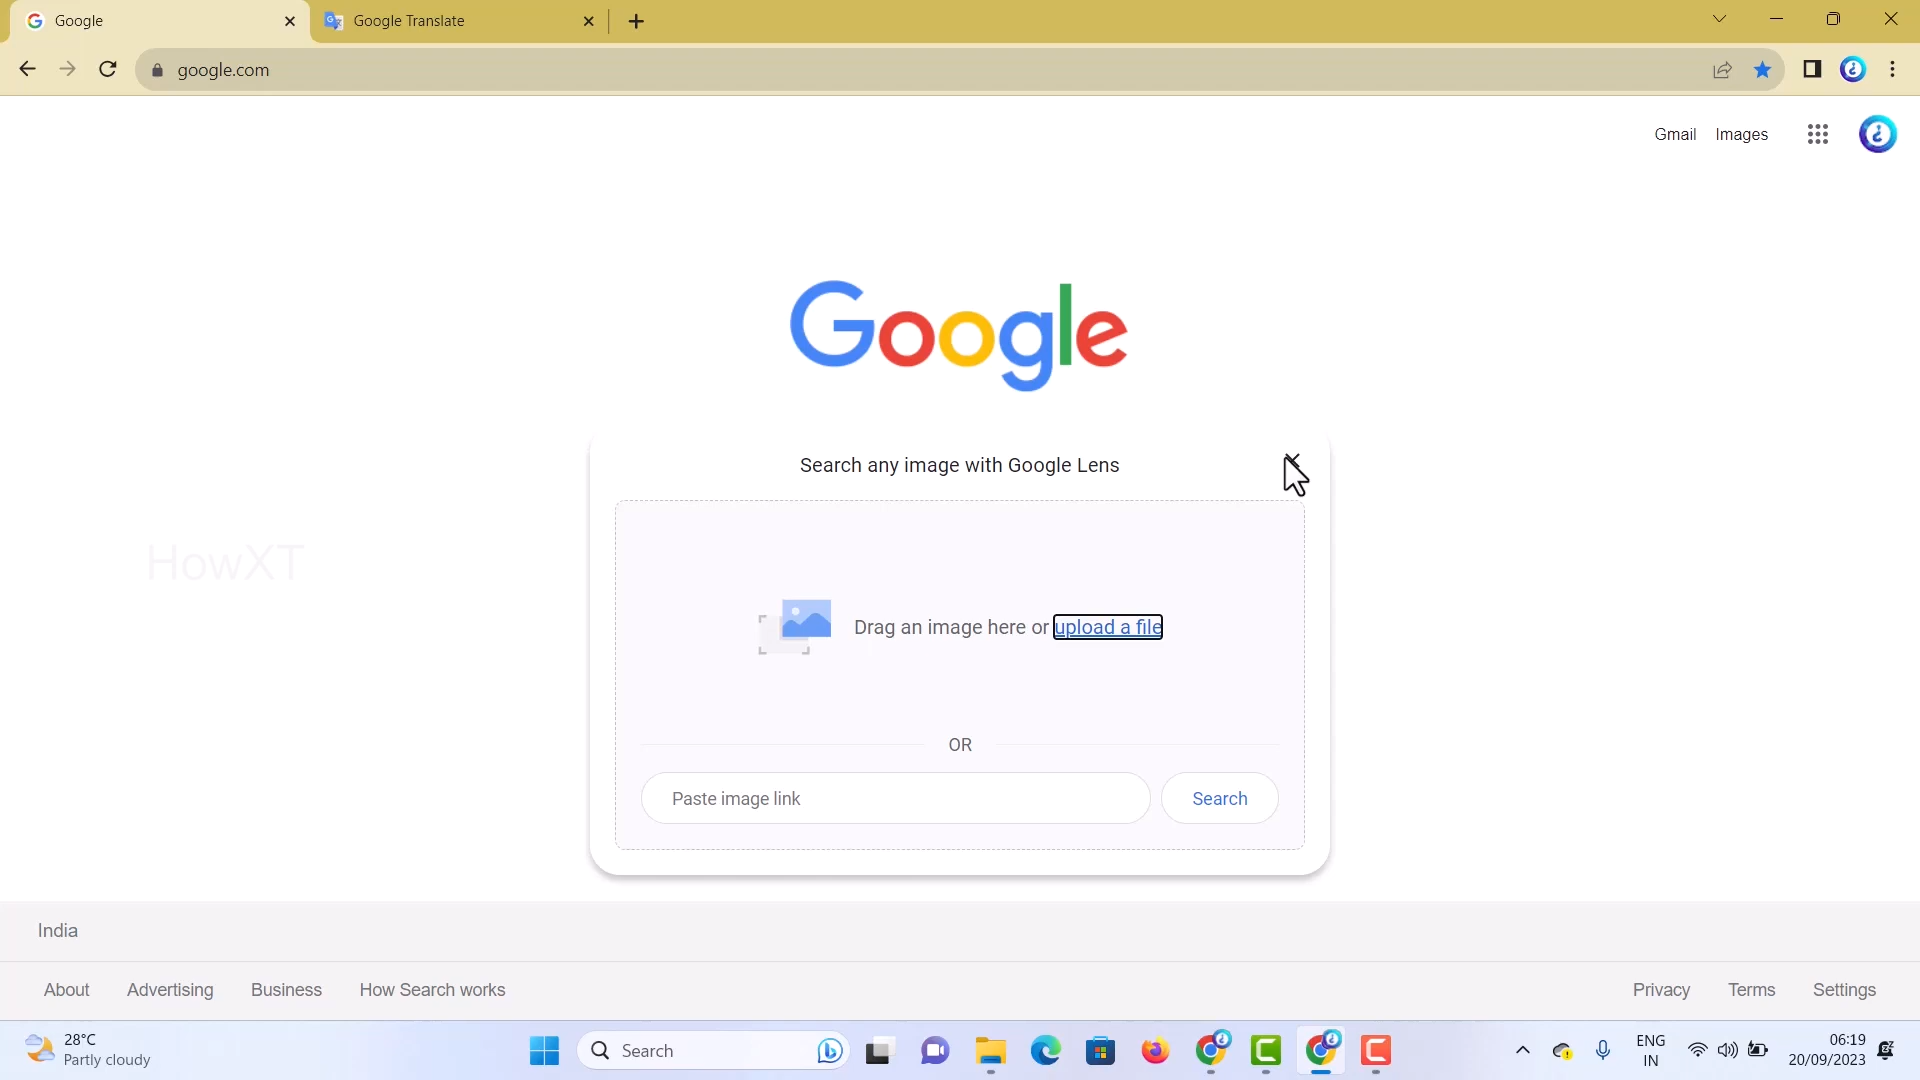 Google
Google Translate
google.com
Gmail Images
Google
Search any image with Google Lens
HowXT
Drag an image here or upload a file
OR
Paste image link
Search
India
About Advertising Business How Search works
Privacy Terms Settings
28°C
Partly cloudy
Search
ENG
IN
06:19
20/09/2023